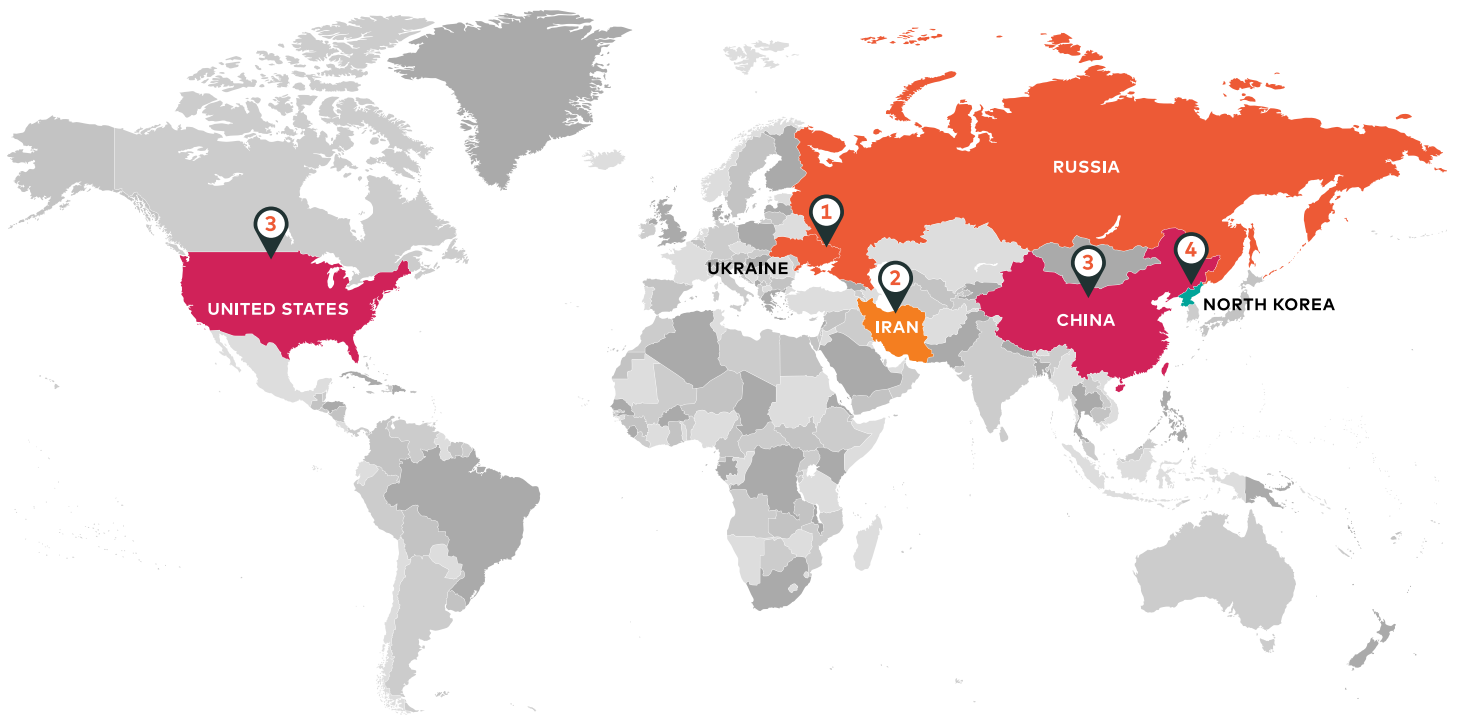 RUSSIA
1
3
4
3
UKRAINE
2
UNITED STATES
NORTH KOREA
CHINA
IRAN